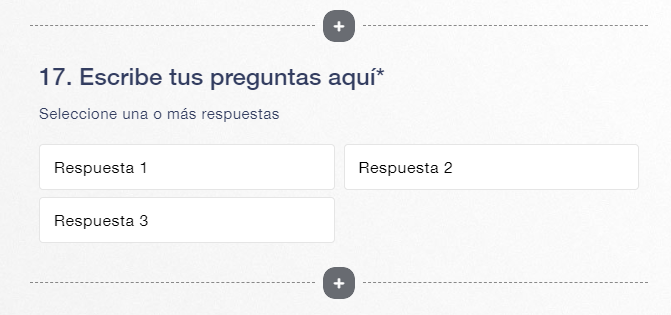 17. Escribe tus preguntas aquí*
Seleccione una o más respuestas
Respuesta 1
Respuesta 2
Respuesta 3